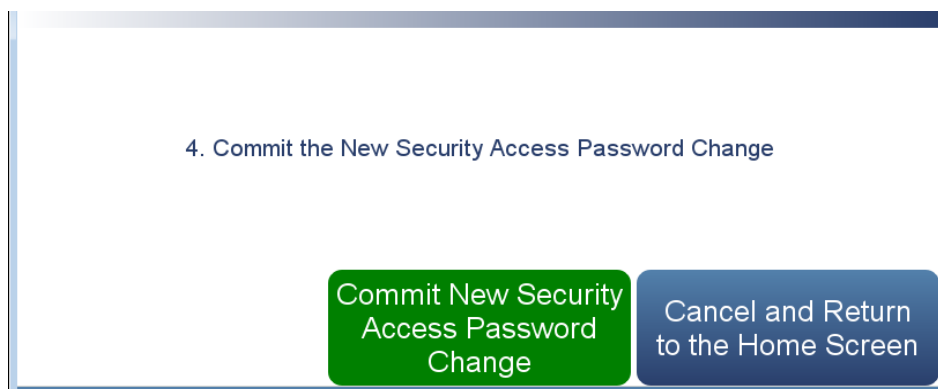 4. Commit the New Security Access Password Change
Commit New Security
Access Password
Change
Cancel and Return
to the Home Screen